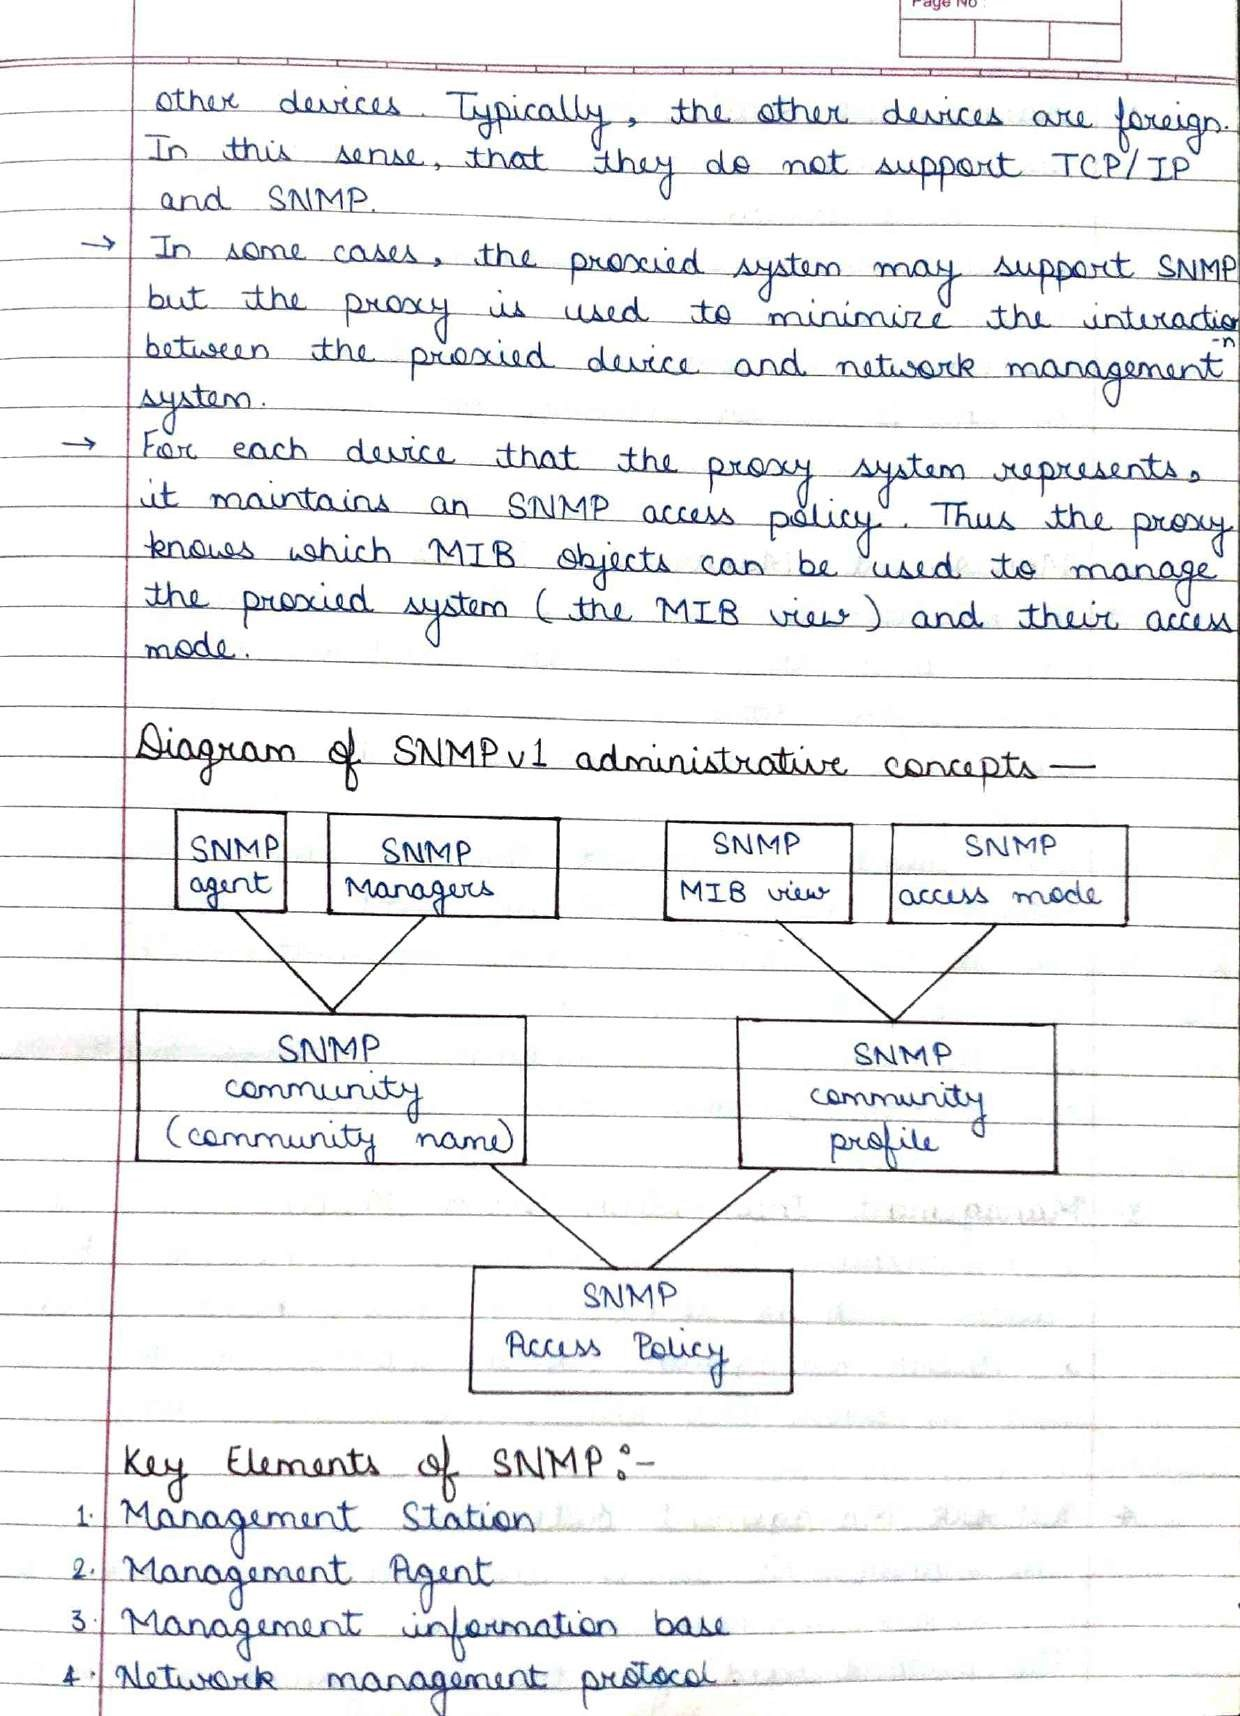 Page No :
other devices. Typically, the other devices are foreign.
In this sense, that they do not support TCP/IP
and SNMP.
→ In some cases, the proxied system may support SNMP
but the proxy is used to minimize the interactio
-n
between the proxied device and network management
system.
→ For each device that the proxy system represents,
it maintains an SNMP access policy. Thus the proxy
knows which MIB objects can be used to manage
the proxied system (the MIB view) and their access
mode.
Diagram of SNMPv1 administrative concepts —
SNMP
agent
SNMP
Managers
SNMP
MIB view
SNMP
access mode
SNMP
community
(community name)
SNMP
community
profile
SNMP
Access Policy
Key Elements of SNMP :-
1. Management Station
2. Management Agent
3. Management information base
4. Network management protocol.